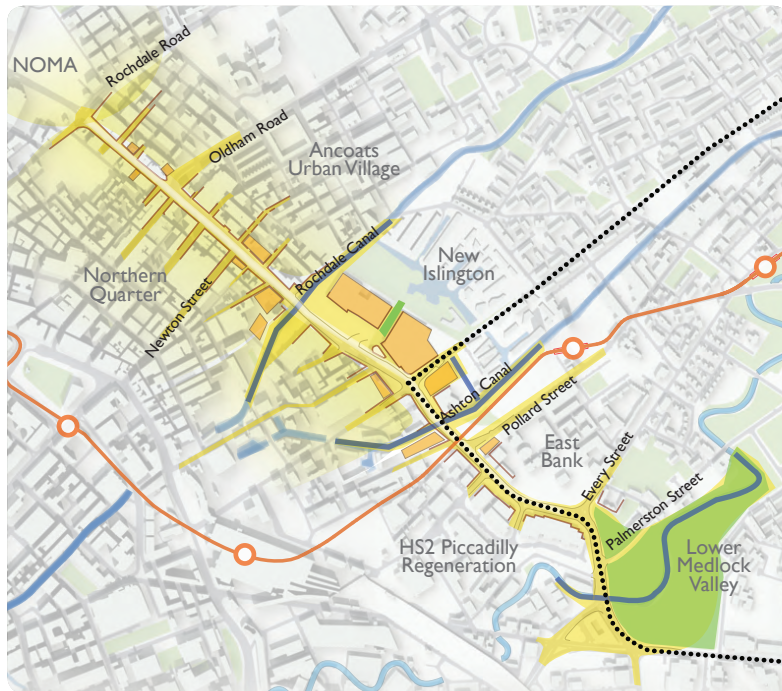 NOMA
Rochdale Road
Oldham Road
Ancoats
Urban Village
Rochdale Canal
New
Islington
Northern
Quarter
Newton Street
Ashton Canal
Pollard Street
East
Bank
Every Street
Palmerston Street
HS2 Piccadilly
Regeneration
Lower
Medlock
Valley